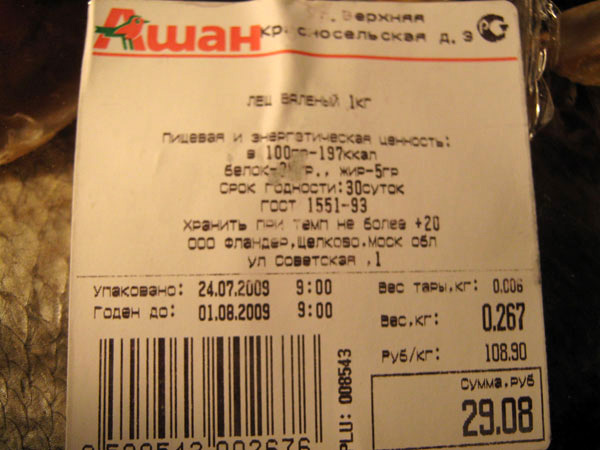 Ашан
ул. Верхняя
Красносельская д. 3
РС
ЛЕЩ ВЯЛЕНЫЙ 1кг
Пищевая и энергетическая ценность:
в 100гр-197ккал
белок- гр., жир-5гр
Срок годности:30суток
ГОСТ 1551-93
Хранить при темп не более +20
ООО Фландер,Щелково,Моск обл
ул Советская ,1
Упаковано: 24.07.2009 9:00
Годен до: 01.08.2009 9:00
Вес тары,кг: 0.006
Вес,кг: 0.267
Руб/кг: 108.90
Сумма,руб
29.08
PLU: 008543